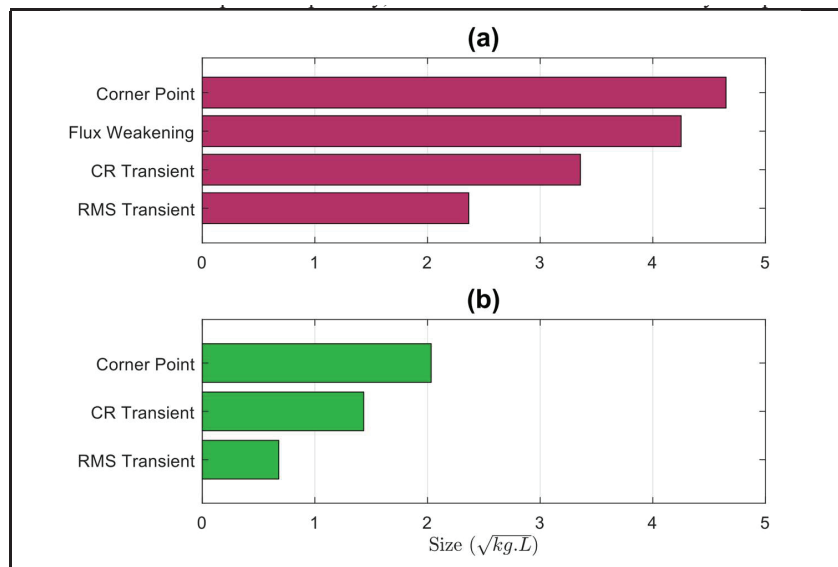 (a)
Corner Point
Flux Weakening
CR Transient
RMS Transient
0 1 2 3 4 5
(b)
Corner Point
CR Transient
RMS Transient
0 1 2 3 4 5
Size (√kg.L)